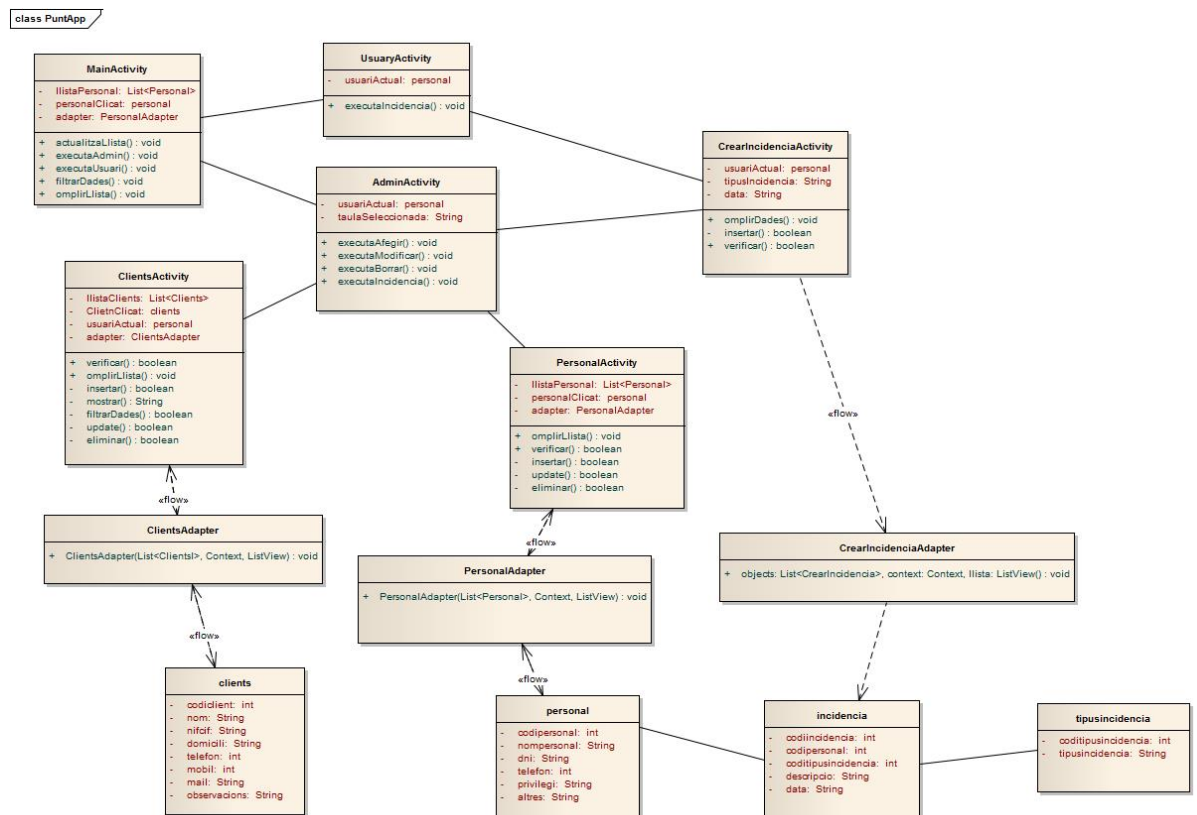 class PuntApp
MainActivity
- llistaPersonal: List<Personal>
- personalClicat: personal
- adapter: PersonalAdapter
+ actualitzaLlista() : void
+ executaAdmin() : void
+ executaUsuari() : void
+ filtrarDades() : void
+ omplirLlista() : void
UsuaryActivity
- usuariActual: personal
+ executaIncidencia() : void
CrearIncidenciaActivity
- usuariActual: personal
- tipusIncidencia: String
- data: String
+ omplirDades() : void
- insertar() : boolean
+ verificar() : boolean
AdminActivity
- usuariActual: personal
- taulaSeleccionada: String
+ executaAfegir() : void
+ executaModificar() : void
+ executaBorrar() : void
+ executaIncidencia() : void
ClientsActivity
- llistaClients: List<Clients>
- ClietnClicat: clients
- usuariActual: personal
- adapter: ClientsAdapter
+ verificar() : boolean
+ omplirLlista() : void
- insertar() : boolean
- mostrar() : String
- filtrarDades() : boolean
- update() : boolean
- eliminar() : boolean
PersonalActivity
- llistaPersonal: List<Personal>
- personalClicat: personal
- adapter: PersonalAdapter
+ omplirLlista() : void
+ verificar() : boolean
- insertar() : boolean
- update() : boolean
- eliminar() : boolean
«flow»
«flow»
«flow»
ClientsAdapter
+ ClientsAdapter(List<Clientsl>, Context, ListView) : void
PersonalAdapter
+ PersonalAdapter(List<Personal>, Context, ListView) : void
CrearIncidenciaAdapter
+ objects: List<CrearIncidencia>, context: Context, llista: ListView() : void
«flow»
«flow»
clients
- codiclient: int
- nom: String
- nifcif: String
- domicili: String
- telefon: int
- mobil: int
- mail: String
- observacions: String
personal
- codipersonal: int
- nompersonal: String
- dni: String
- telefon: int
- privilegi: String
- altres: String
incidencia
- codiincidencia: int
- codipersonal: int
- coditipusincidencia: int
- descripcio: String
- data: String
tipusincidencia
- coditipusincidencia: int
- tipusincidencia: String